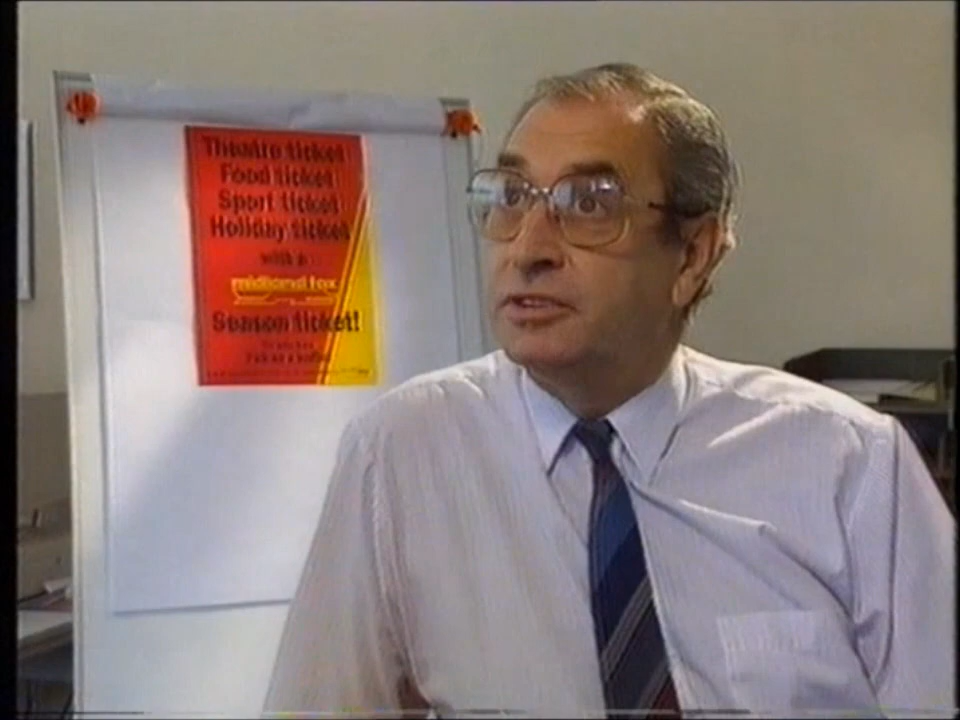 Theatre ticket
Food ticket
Sport ticket
Holiday ticket
with a
midland fox
Season ticket!